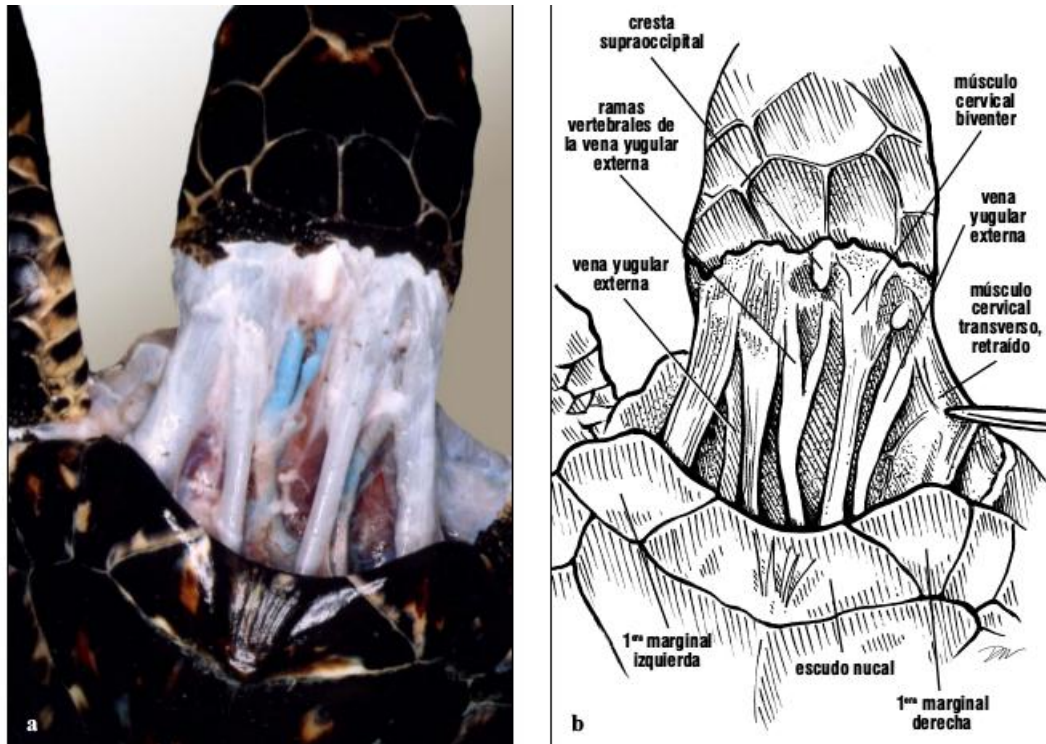 cresta
supraoccipital
ramas
vertebrales de
la vena yugular
externa
músculo
cervical
biventer
vena
yugular
externa
vena yugular
externa
músculo
cervical
transverso,
retraído
1era marginal
izquierda
escudo nucal
1era marginal
derecha
a
b